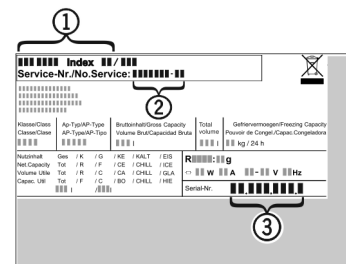 1
Index /
Service-Nr./No.Service: -
2
Klasse/Class Ap-Typ/AP-Type Bruttoinhalt/Gross Capacity Total Gefriervermoegen/Freezing Capacity
Classe/Clase AP-Type/AP-Tipo Volume Brut/Capacidad Bruta volume Pouvoir de Congel./Capac.Congeladora
l l kg / 24 h
Nutzinhalt Ges / K / G / KE / KALT / EIS
Net.Capacity Tot / R / F / CE / CHILL / ICE
Volume Utile Tot / R / C / CA / CHILL / GLA
Capac. Util Tot / F / C / BO / CHILL / HIE
l / l
R : g
W A - V Hz
Serial-Nr. . . .
3